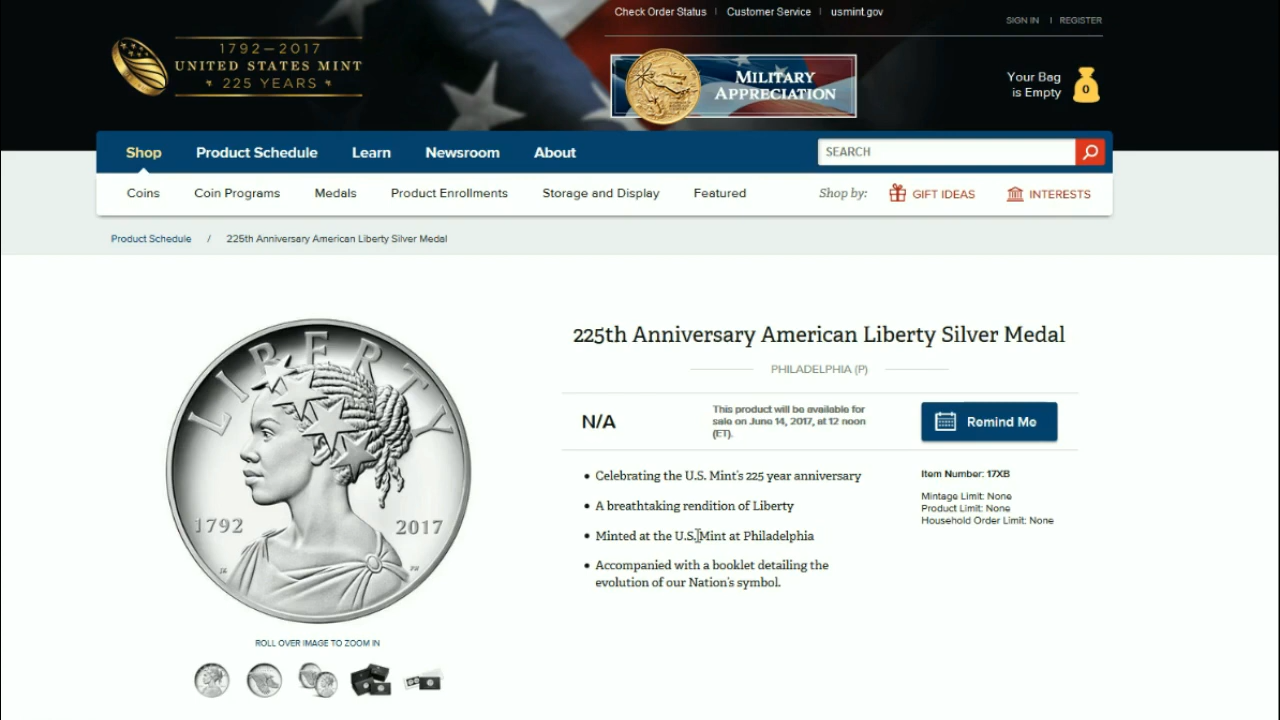 Check Order Status | Customer Service | usmint.gov
SIGN IN | REGISTER
1792–2017
UNITED STATES MINT
225 YEARS
MILITARY
APPRECIATION
Your Bag
is Empty
0
Shop Product Schedule Learn Newsroom About
SEARCH
Coins Coin Programs Medals Product Enrollments Storage and Display Featured
Shop by: GIFT IDEAS INTERESTS
Product Schedule / 225th Anniversary American Liberty Silver Medal
LIBERTY
1792 2017
ROLL OVER IMAGE TO ZOOM IN
225th Anniversary American Liberty Silver Medal
PHILADELPHIA (P)
N/A
This product will be available for
sale on June 14, 2017, at 12 noon
(ET).
Remind Me
• Celebrating the U.S. Mint's 225 year anniversary
• A breathtaking rendition of Liberty
• Minted at the U.S. Mint at Philadelphia
• Accompanied with a booklet detailing the
evolution of our Nation's symbol.
Item Number: 17XB
Mintage Limit: None
Product Limit: None
Household Order Limit: None